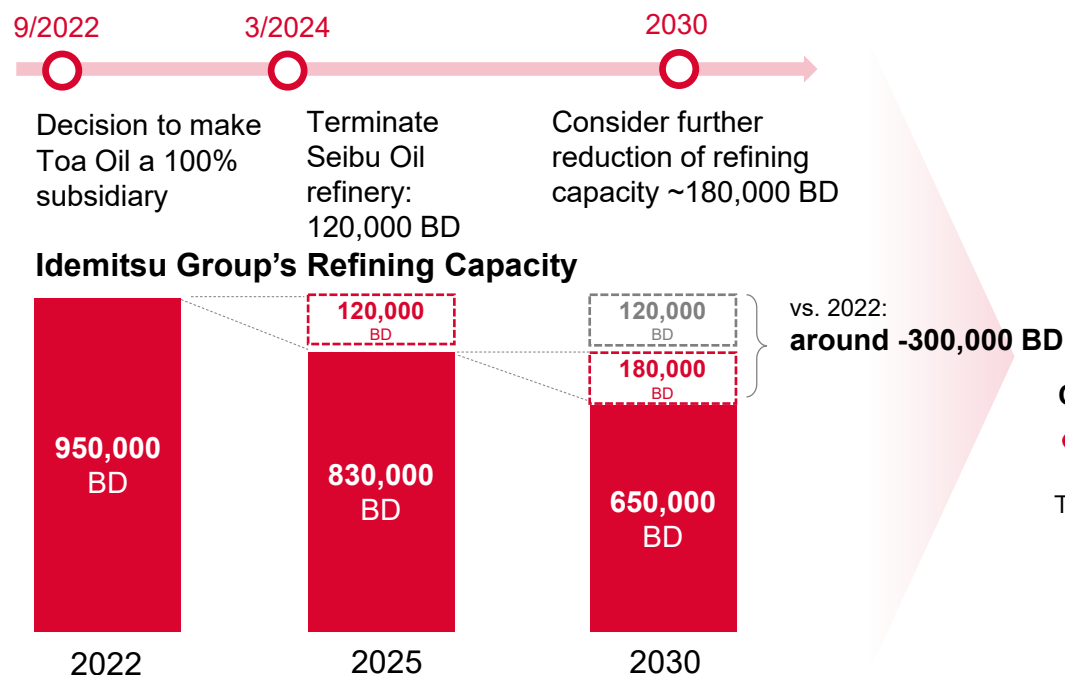 9/2022
3/2024
2030
Decision to make
Toa Oil a 100%
subsidiary
Terminate
Seibu Oil
refinery:
120,000 BD
Consider further
reduction of refining
capacity ~180,000 BD
Idemitsu Group's Refining Capacity
950,000
BD
120,000
BD
830,000
BD
120,000
BD
180,000
BD
650,000
BD
vs. 2022:
around -300,000 BD
2022
2025
2030